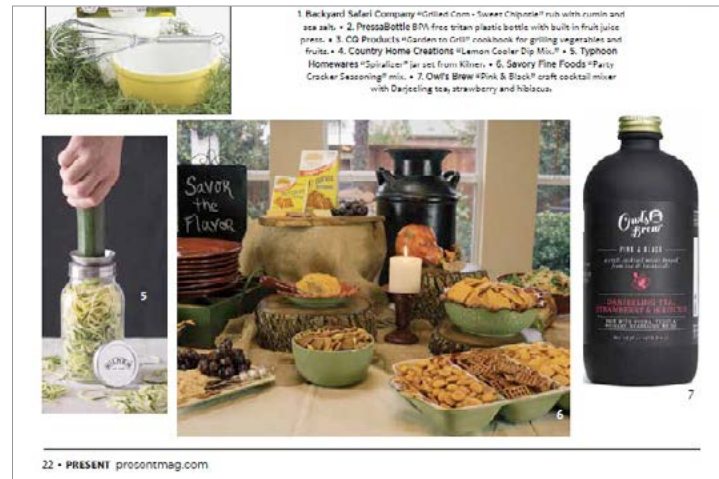 1. Backyard Safari Company "Grilled Corn - Sweet Chipotle" rub with cumin and
sea salt. • 2. PressaBottle BPA free tritan plastic bottle with built in fruit juice
press. • 3. CQ Products "Garden to Grill" cookbook for grilling vegetables and
fruits. • 4. Country Home Creations "Lemon Cooler Dip Mix." • 5. Typhoon
Homewares "Spiralizer" jar set from Kilner. • 6. Savory Fine Foods "Party
Cracker Seasoning" mix. • 7. Owl's Brew "Pink & Black" craft cocktail mixer
with Darjeeling tea, strawberry and hibiscus.
Savor
the
Flavor
KILNER
Owl's
Brew
PINK & BLACK
DARJEELING TEA,
STRAWBERRY & HIBISCUS
5
6
7
22 • PRESENT presentmag.com